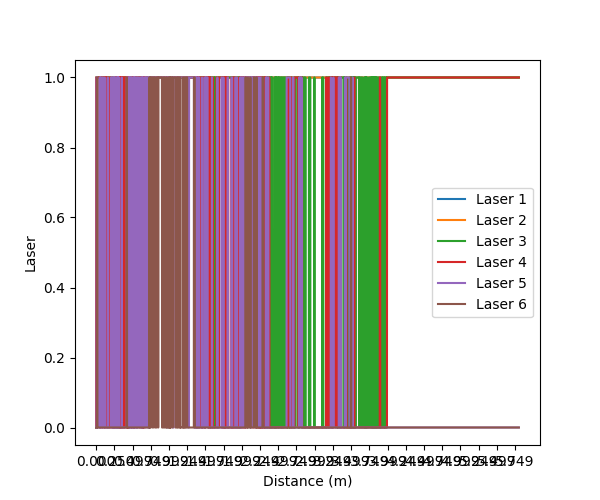 1.0
0.8
0.6
0.4
0.2
0.0
Laser
Laser 1
Laser 2
Laser 3
Laser 4
Laser 5
Laser 6
Distance (m)